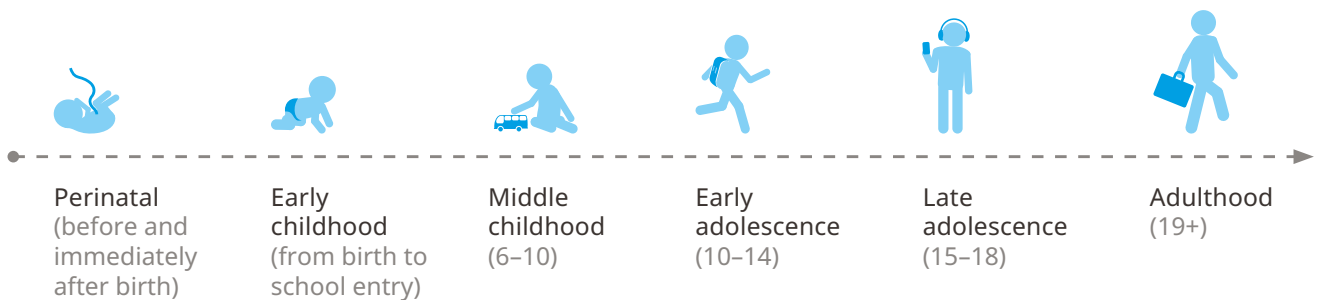 Perinatal
(before and
immediately
after birth)
Early
childhood
(from birth to
school entry)
Middle
childhood
(6–10)
Early
adolescence
(10–14)
Late
adolescence
(15–18)
Adulthood
(19+)